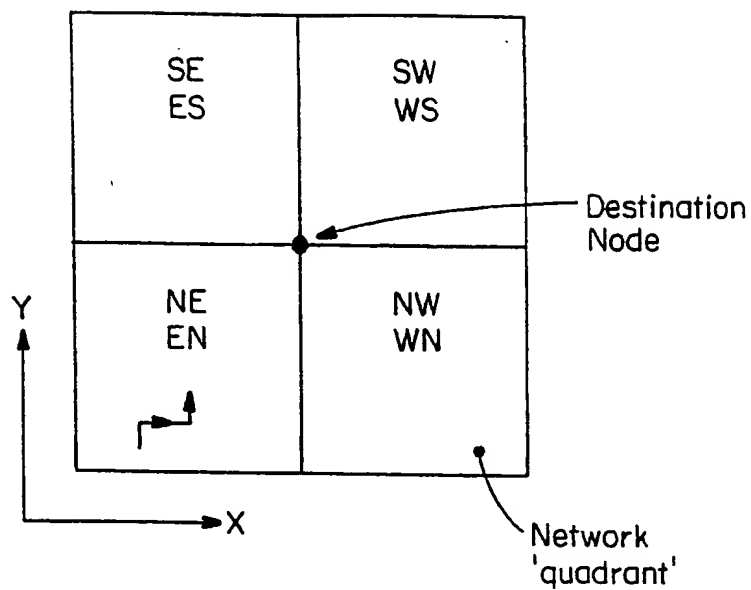 SE
ES
SW
WS
Destination
Node
NE
EN
NW
WN
Y
X
Network
'quadrant'